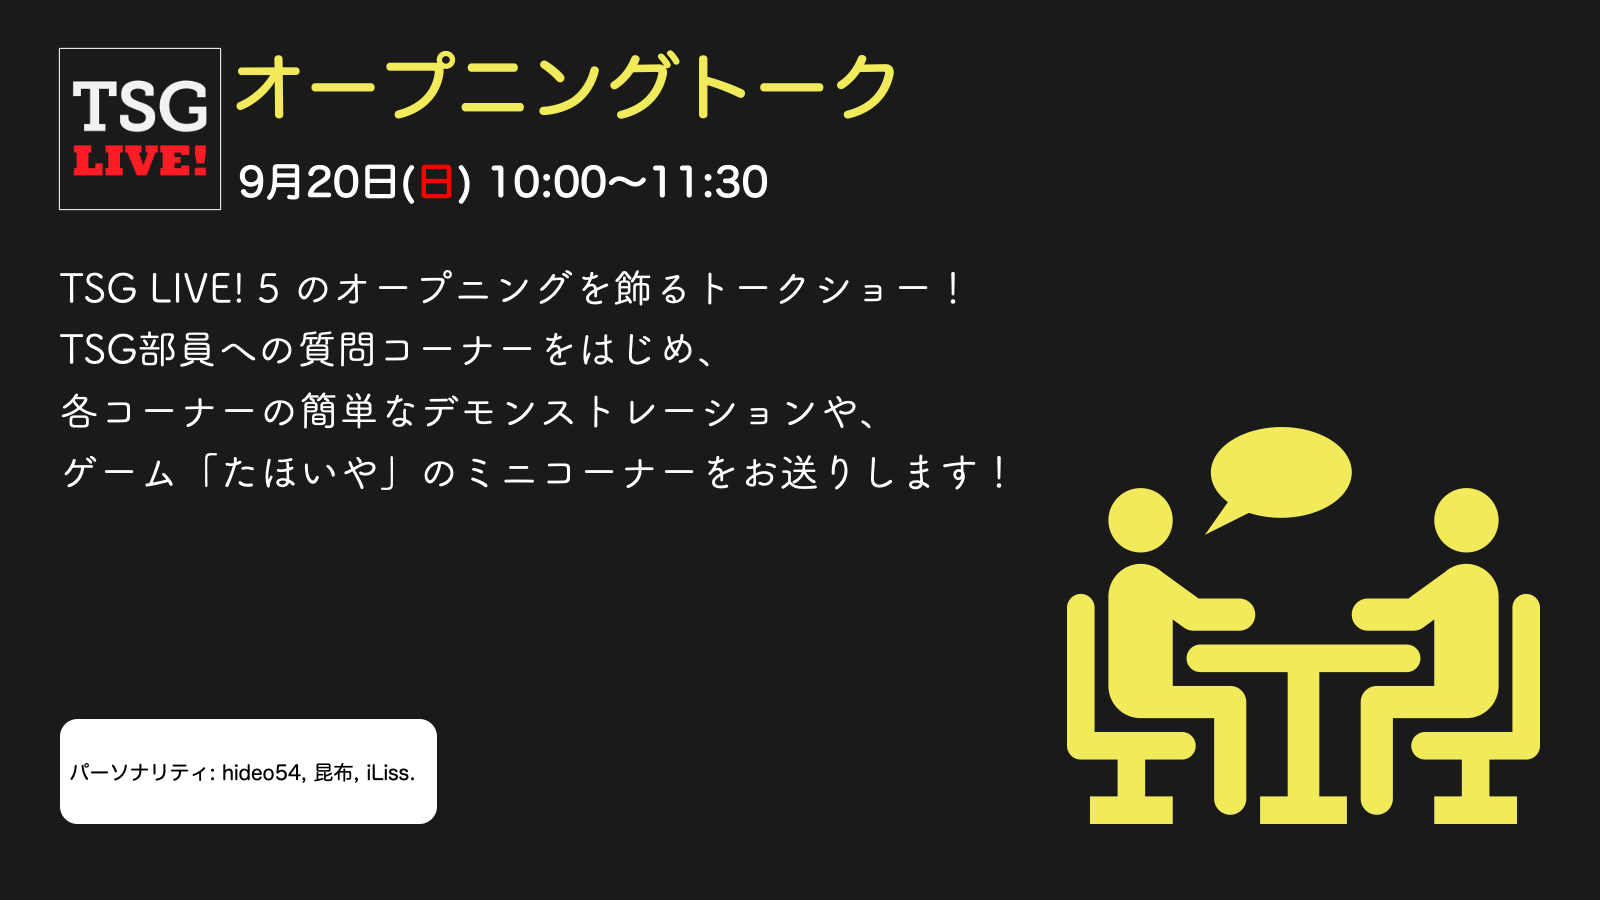 TSG
LIVE!
オープニングトーク
9月20日(日) 10:00〜11:30
TSG LIVE! 5 のオープニングを飾るトークショー！
TSG部員への質問コーナーをはじめ、
各コーナーの簡単なデモンストレーションや、
ゲーム「たほいや」のミニコーナーをお送りします！
パーソナリティ: hideo54, 昆布, iLiss.